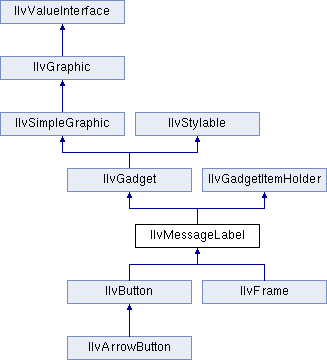 IlvValueInterface
IlvGraphic
IlvSimpleGraphic
IlvStylable
IlvGadget
IlvGadgetItemHolder
IlvMessageLabel
IlvButton
IlvFrame
IlvArrowButton